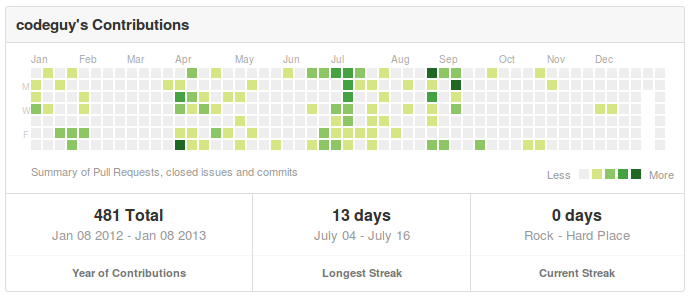 codeguy's Contributions
Jan Feb Mar Apr May Jun Jul Aug Sep Oct Nov Dec
M
W
F
Summary of Pull Requests, closed issues and commits
Less More
481 Total
Jan 08 2012 - Jan 08 2013
Year of Contributions
13 days
July 04 - July 16
Longest Streak
0 days
Rock - Hard Place
Current Streak